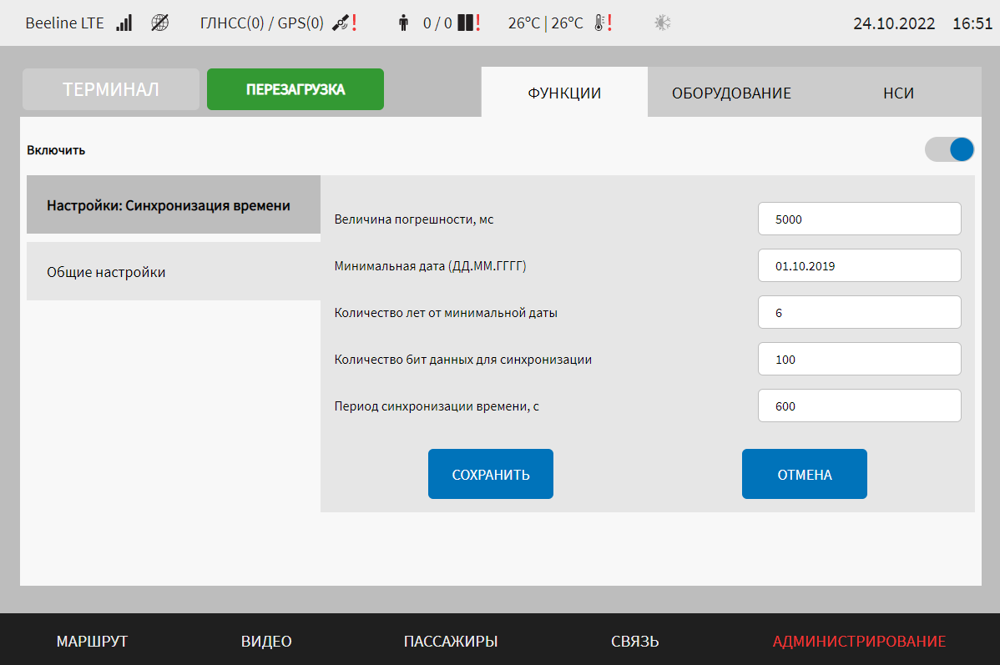 Beeline LTE ГЛНСС(0) / GPS(0) ! 0 / 0 ! 26°C | 26°C ! 24.10.2022 16:51
ТЕРМИНАЛ ПЕРЕЗАГРУЗКА ФУНКЦИИ ОБОРУДОВАНИЕ НСИ
Включить
Настройки: Синхронизация времени
Общие настройки
Величина погрешности, мс 5000
Минимальная дата (ДД.ММ.ГГГГ) 01.10.2019
Количество лет от минимальной даты 6
Количество бит данных для синхронизации 100
Период синхронизации времени, с 600
СОХРАНИТЬ ОТМЕНА
МАРШРУТ ВИДЕО ПАССАЖИРЫ СВЯЗЬ АДМИНИСТРИРОВАНИЕ